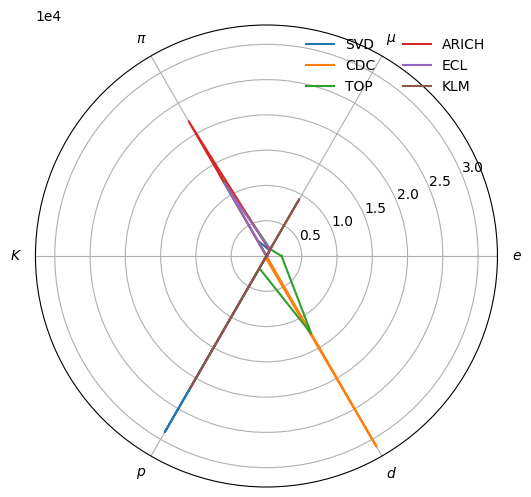 1e4
π
μ
SVD ARICH
CDC ECL
TOP KLM
3.0
2.5
2.0
1.5
1.0
0.5
K
e
p
d